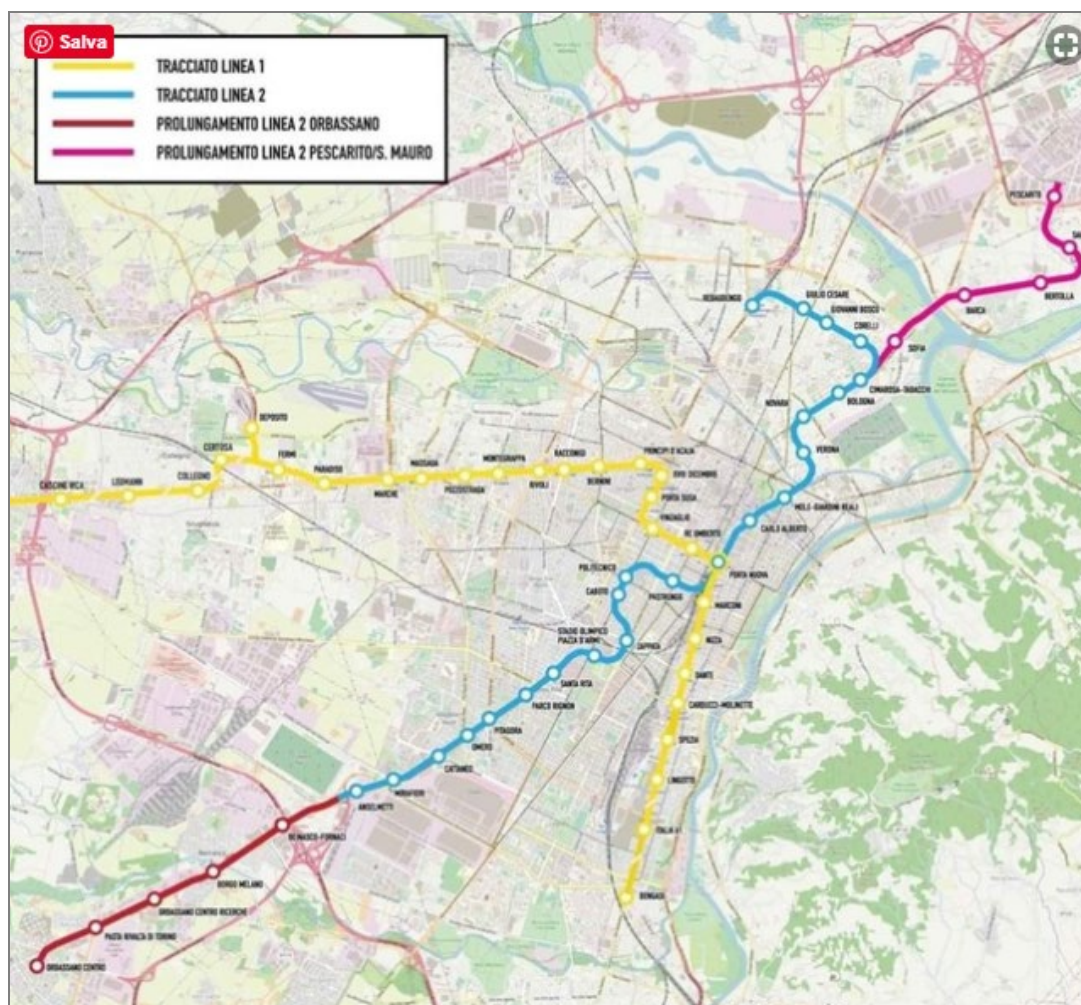 Salva
TRACCIATO LINEA 1
TRACCIATO LINEA 2
PROLUNGAMENTO LINEA 2 ORBASSANO
PROLUNGAMENTO LINEA 2 PESCARITO/S. MAURO
PESCARITO
BERTOLLA
BARCA
SOFIA
REBAUDENGO
GIULIO CESARE
GIOVANNI BOSCO
CORELLI
CIMAROSA-TABACCHI
BOLOGNA
NOVARA
VERONA
MOLE-GIARDINI REALI
CARLO ALBERTO
PORTA NUOVA
DEPOSITO
CERTOSA
FERMI
PARADISO
COLLEGNO
LEUMANN
CASCINE VICA
MARCHE
MASSAUA
POZZOSTRADA
MONTEGRAPPA
RIVOLI
RACCONIGI
BERNINI
PRINCIPI D'ACAJA
XVIII DICEMBRE
PORTA SUSA
VINZAGLIO
RE UMBERTO
MARCONI
NIZZA
DANTE
CARDUCCI-MOLINETTE
SPEZIA
LINGOTTO
ITALIA 61
BENGASI
POLITECNICO
PASTRENGO
CABOTO
STADIO OLIMPICO
PIAZZA D'ARMI
CAPRERA
SANTA RITA
PARCO RIGNON
PITAGORA
OMERO
CATTANEO
MIRAFIORI
ANSELMETTI
BEINASCO-FORNACI
BORGO MELANO
ORBASSANO CENTRO RICERCHE
PASTA RIVALTA DI TORINO
ORBASSANO CENTRO